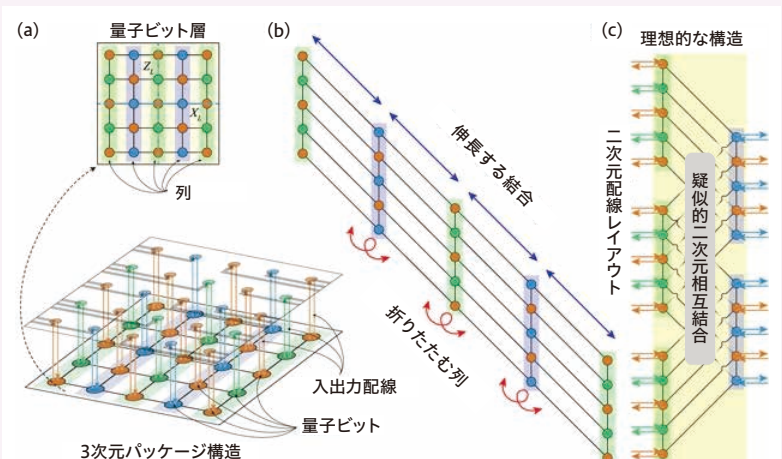 (a)
量子ビット層
Z_L
X_L
列
入出力配線
量子ビット
3次元パッケージ構造
(b)
伸長する結合
折りたたむ列
(c)
理想的な構造
二次元配線レイアウト
疑似的二次元相互結合